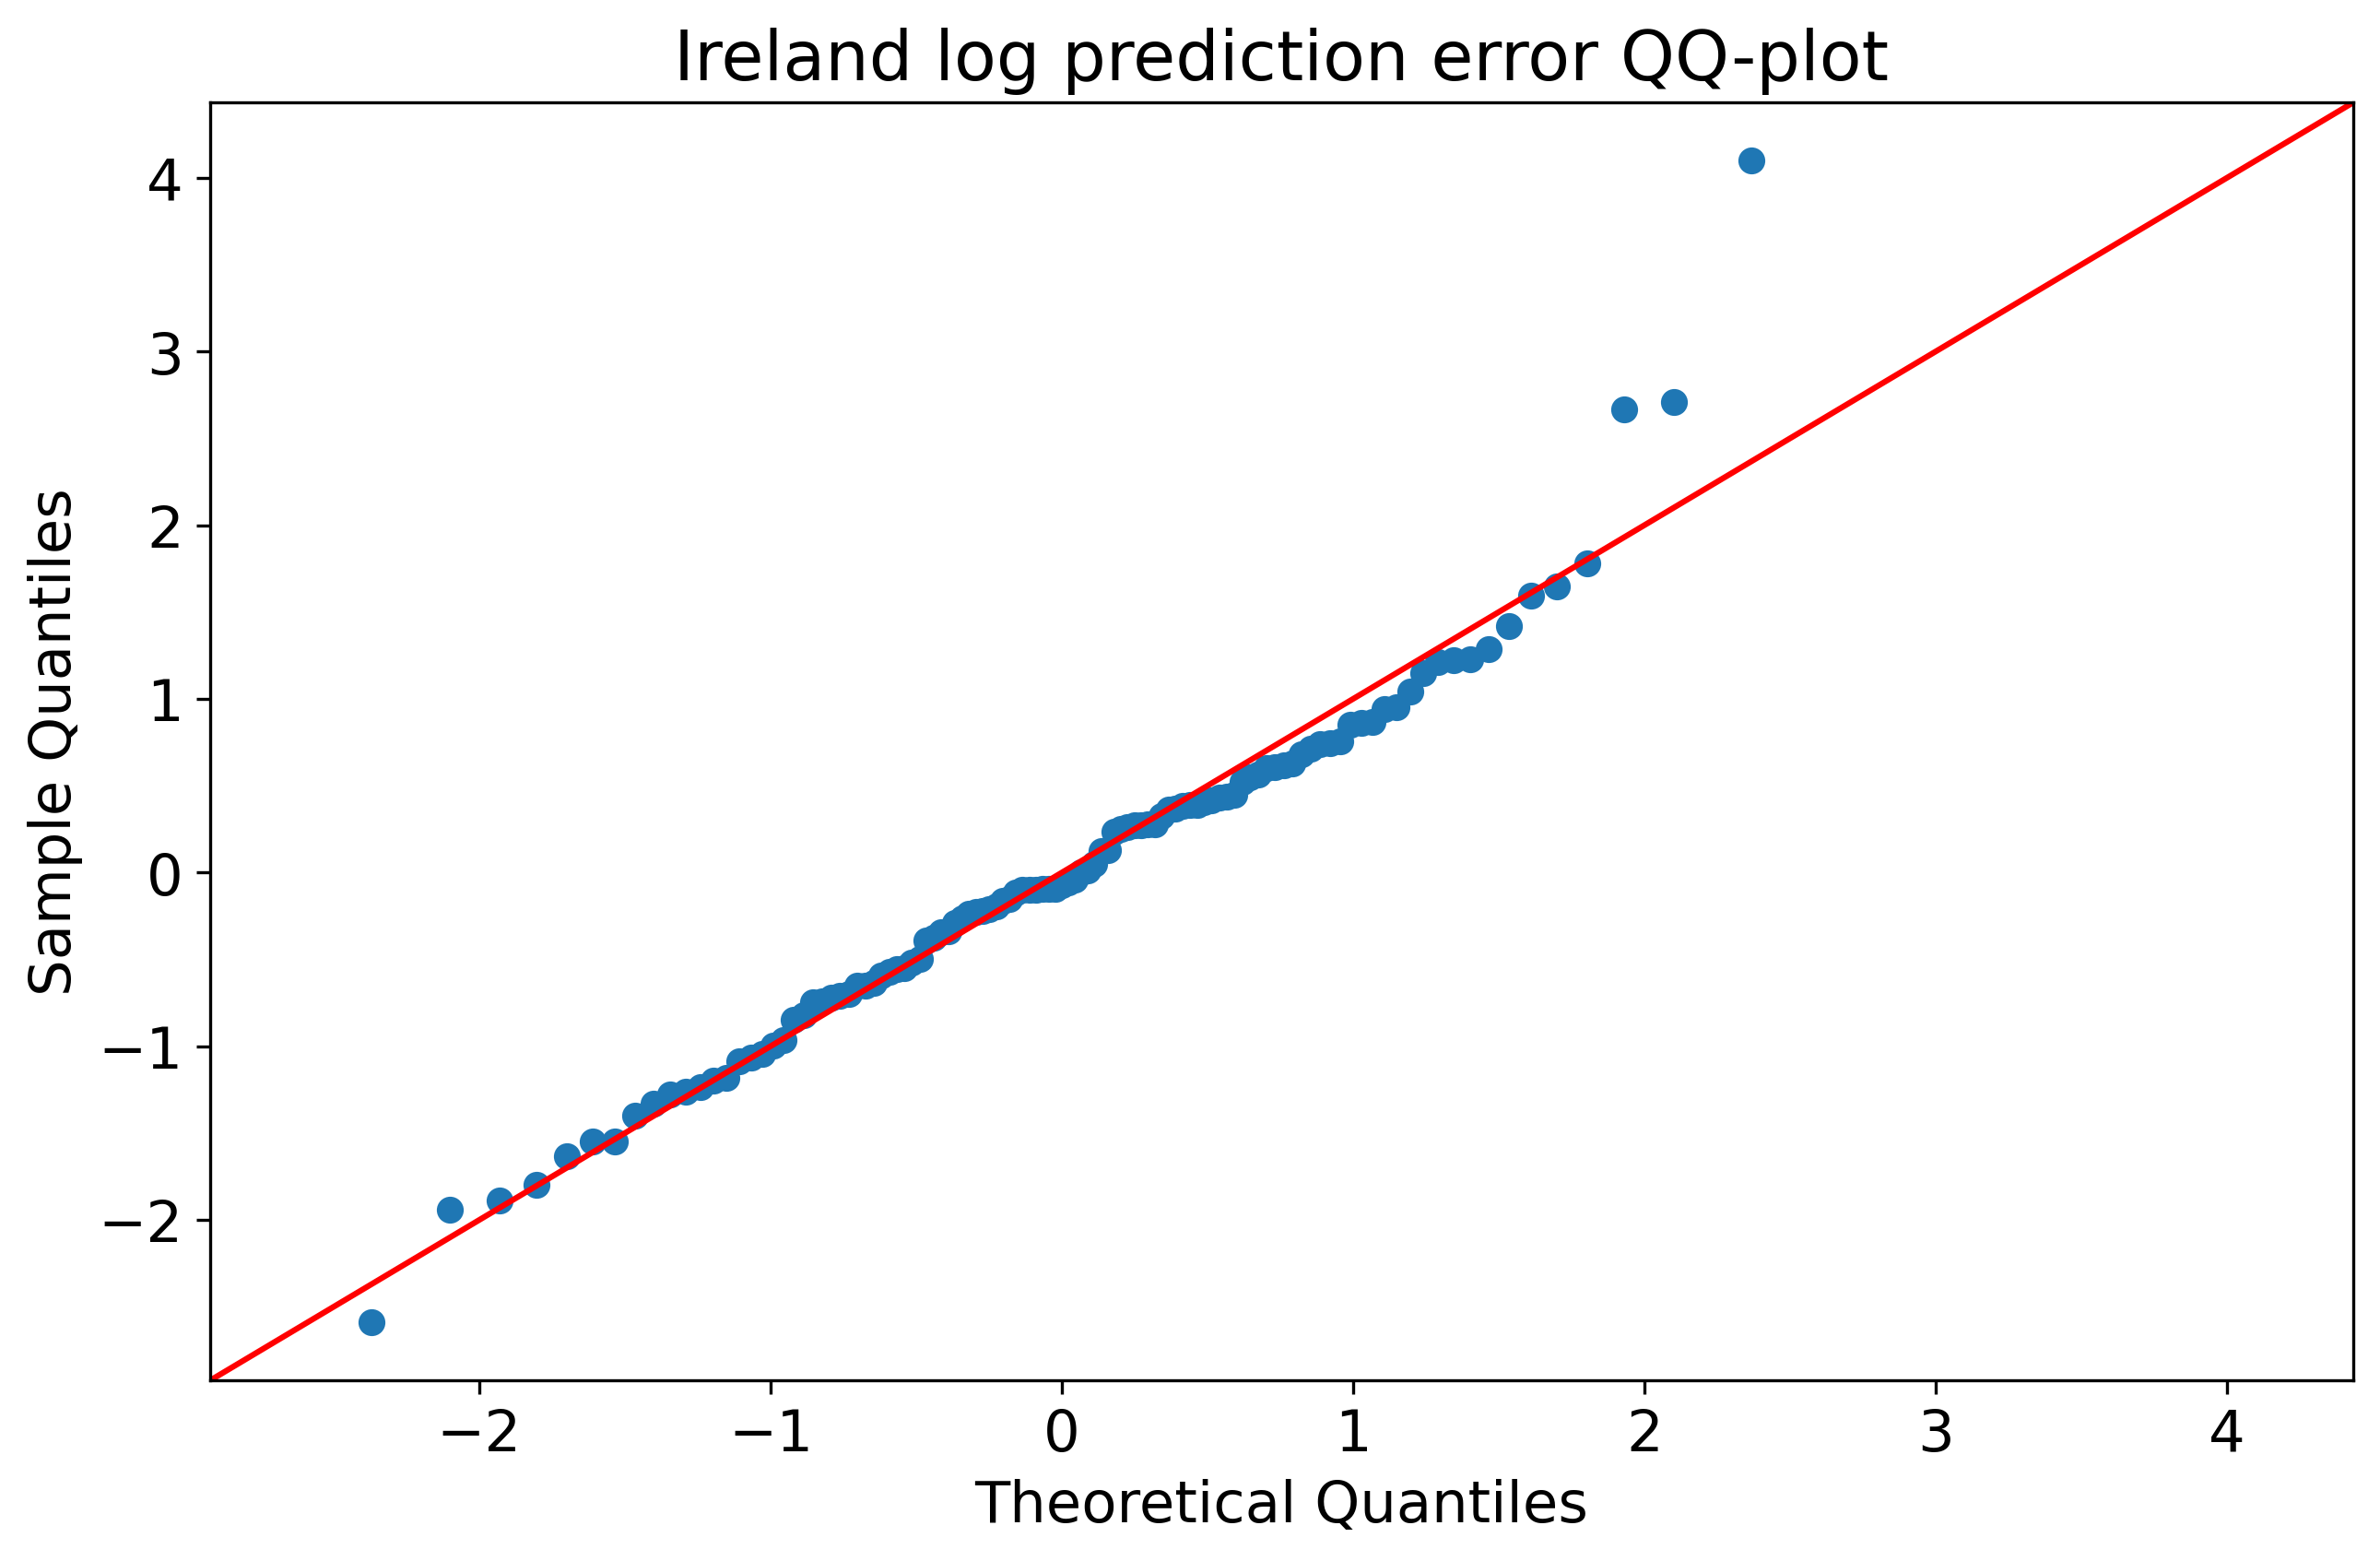 Ireland log prediction error QQ-plot
4
3
2
1
0
−1
−2
Sample Quantiles
−2 −1 0 1 2 3 4
Theoretical Quantiles